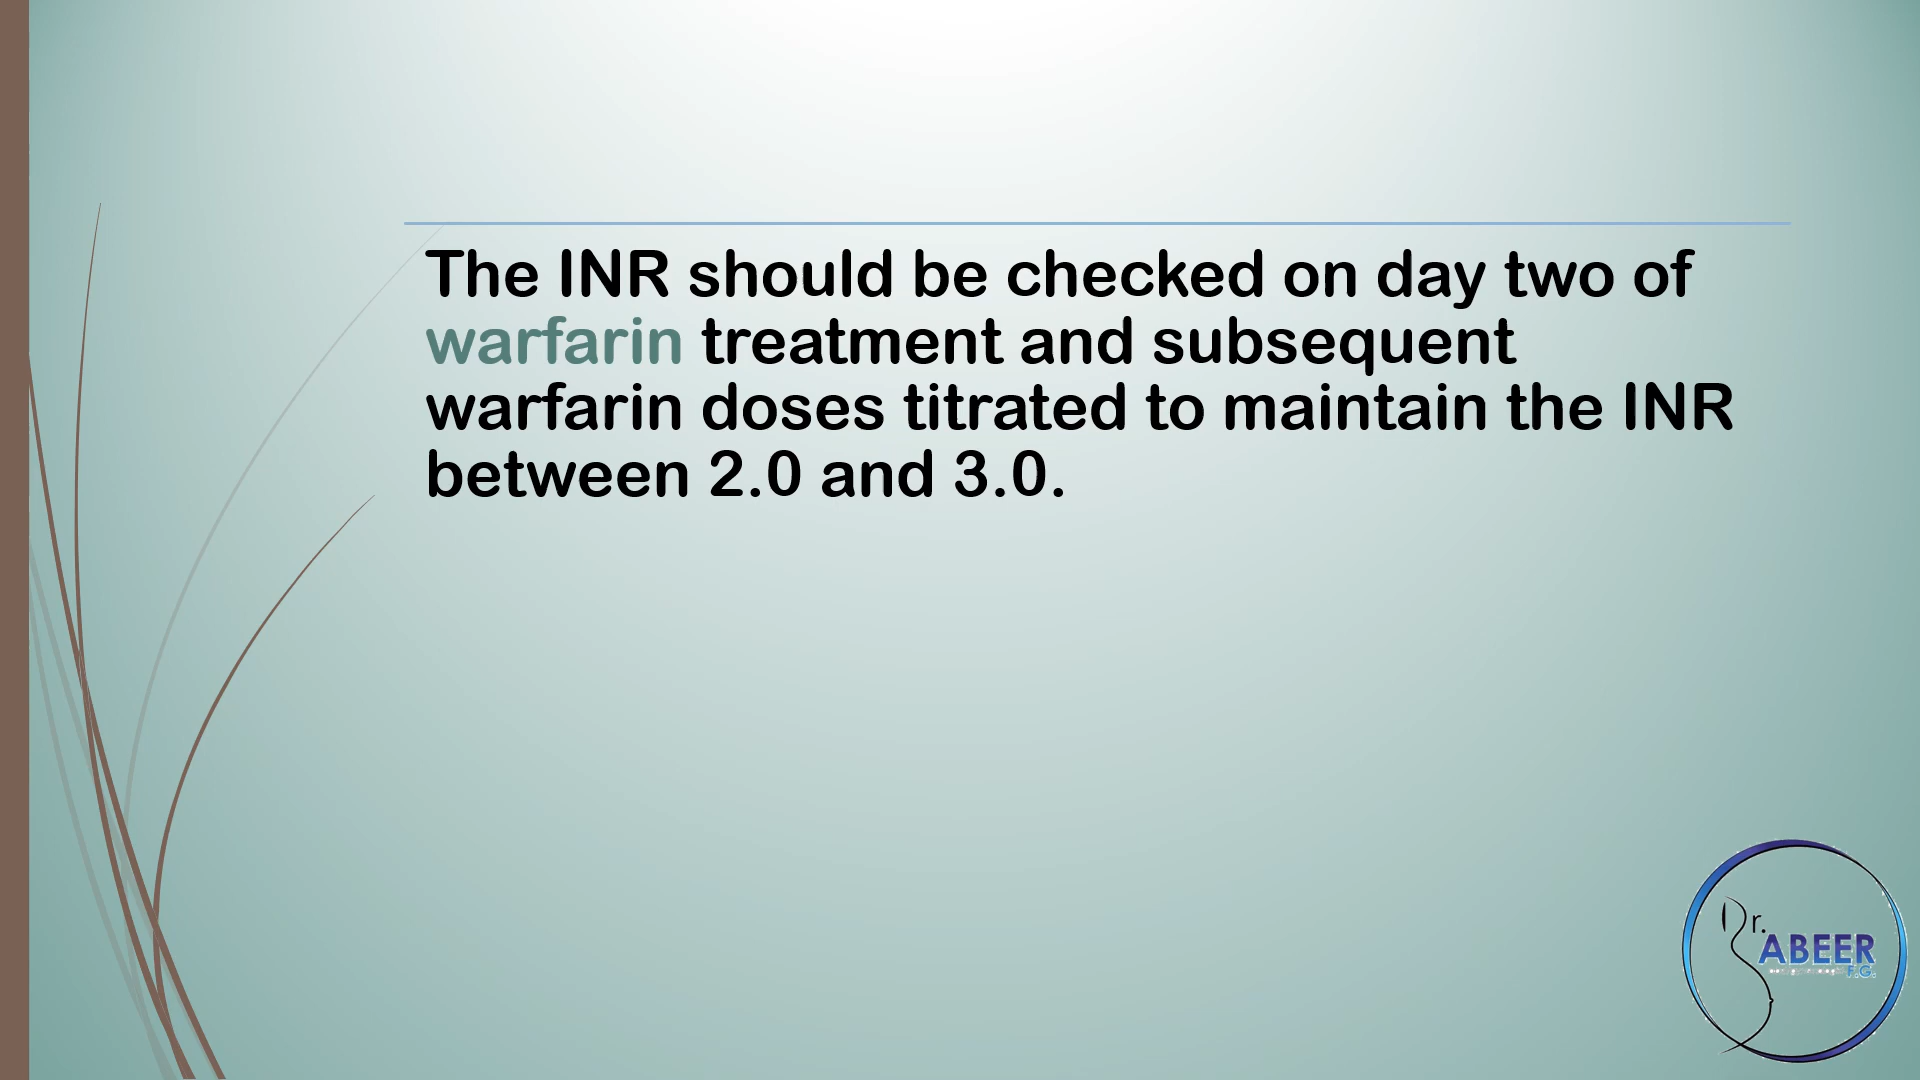 The INR should be checked on day two of
warfarin treatment and subsequent
warfarin doses titrated to maintain the INR
between 2.0 and 3.0.
Dr.
ABEER
F.G.